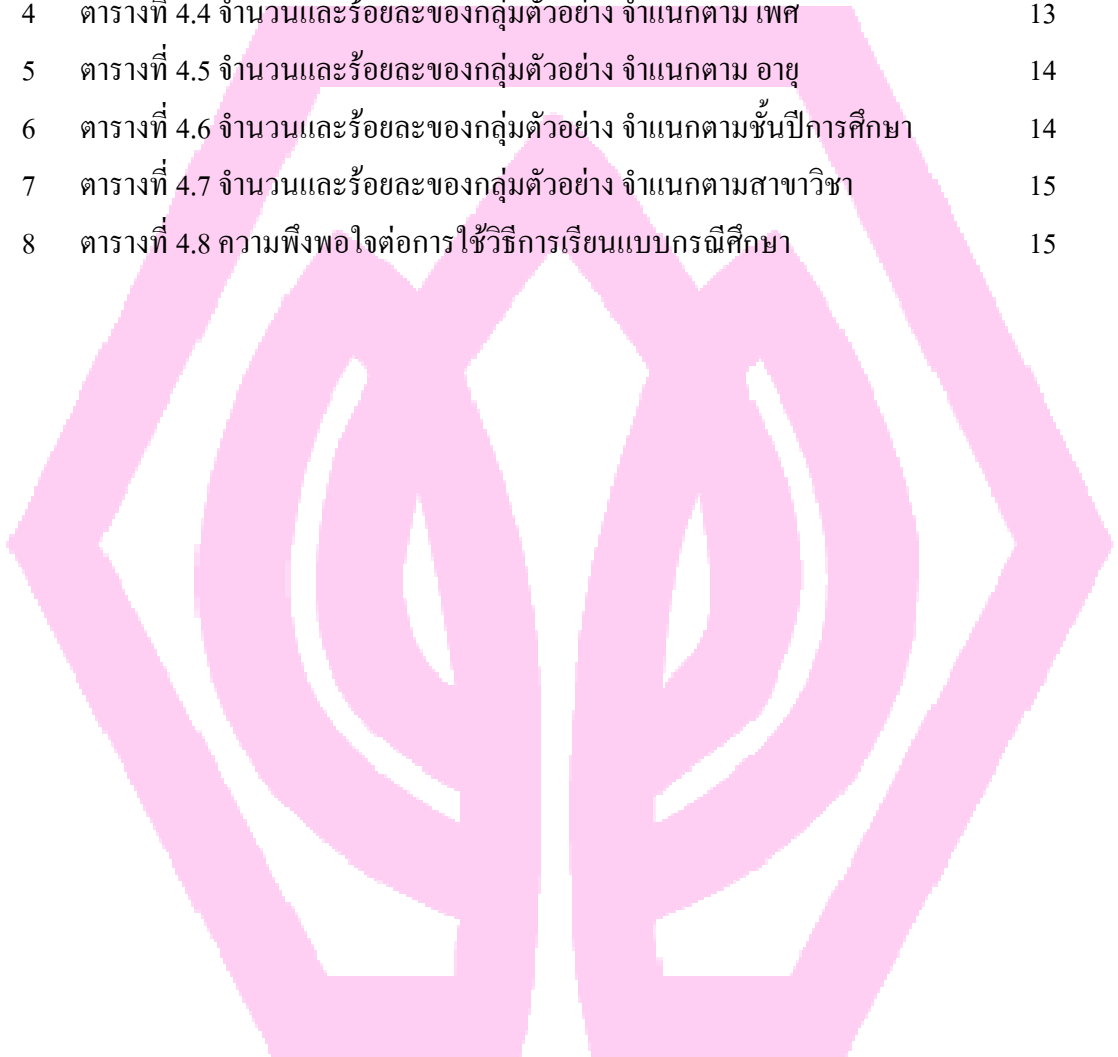 4 ตารางที่ 4.4 จำนวนและร้อยละของกลุ่มตัวอย่าง จำแนกตาม เพศ 13
5 ตารางที่ 4.5 จำนวนและร้อยละของกลุ่มตัวอย่าง จำแนกตาม อายุ 14
6 ตารางที่ 4.6 จำนวนและร้อยละของกลุ่มตัวอย่าง จำแนกตามชั้นปีการศึกษา 14
7 ตารางที่ 4.7 จำนวนและร้อยละของกลุ่มตัวอย่าง จำแนกตามสาขาวิชา 15
8 ตารางที่ 4.8 ความพึงพอใจต่อการใช้วิธีการเรียนแบบกรณีศึกษา 15